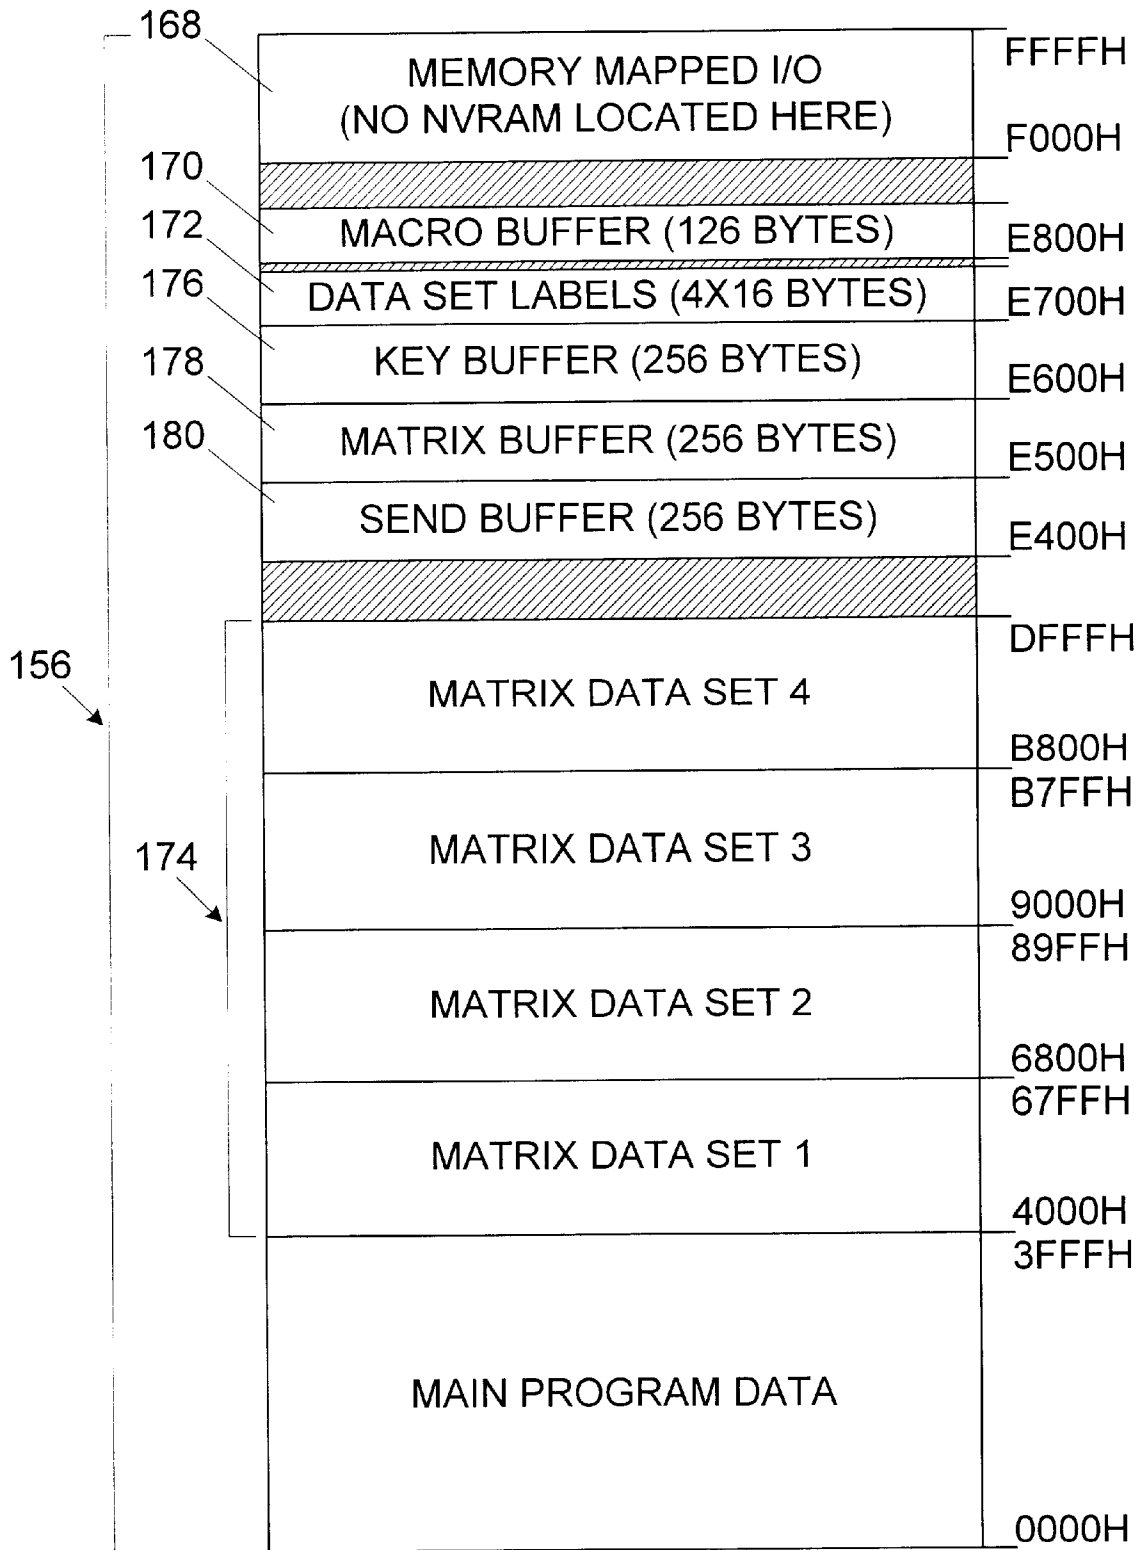 168
FFFFH
MEMORY MAPPED I/O
(NO NVRAM LOCATED HERE)
F000H
170
MACRO BUFFER (126 BYTES)
E800H
172
DATA SET LABELS (4X16 BYTES)
E700H
176
KEY BUFFER (256 BYTES)
E600H
178
MATRIX BUFFER (256 BYTES)
E500H
180
SEND BUFFER (256 BYTES)
E400H
DFFFH
156
MATRIX DATA SET 4
B800H
B7FFH
174
MATRIX DATA SET 3
9000H
89FFH
MATRIX DATA SET 2
6800H
67FFH
MATRIX DATA SET 1
4000H
3FFFH
MAIN PROGRAM DATA
0000H